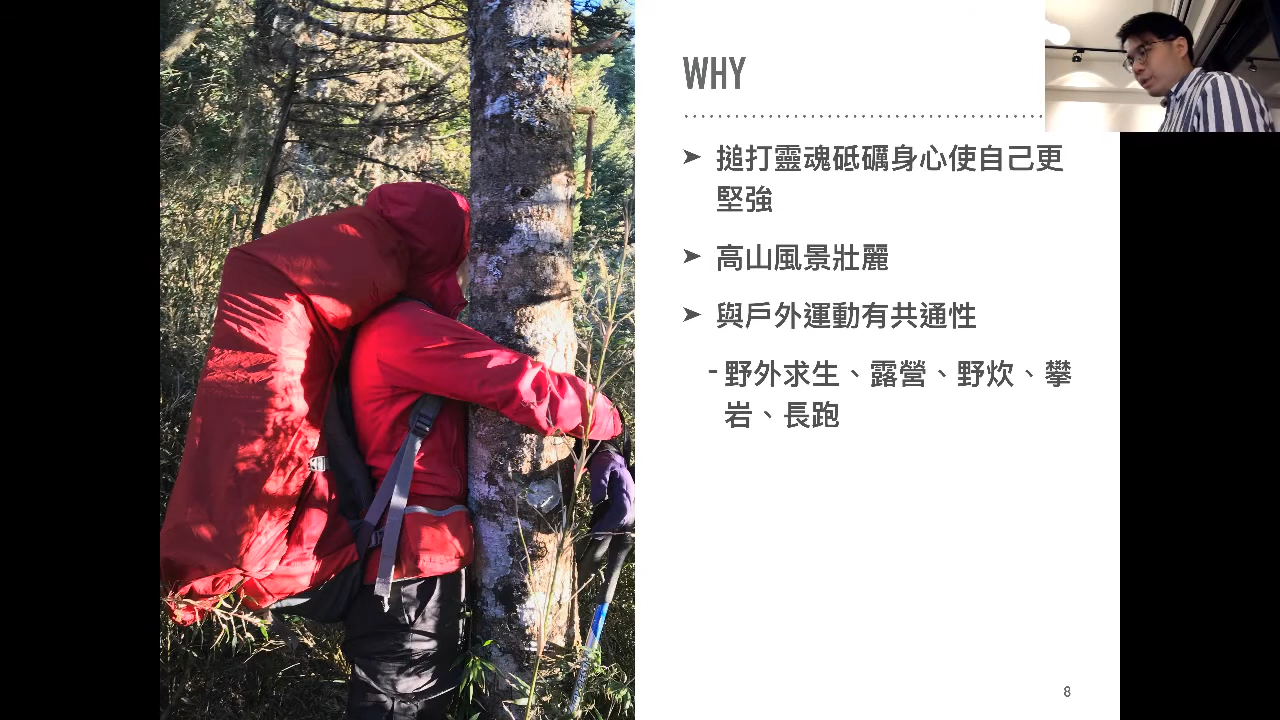 WHY
➤ 搥打靈魂砥礪身心使自己更
堅強
➤ 高山風景壯麗
➤ 與戶外運動有共通性
- 野外求生、露營、野炊、攀
岩、長跑
8